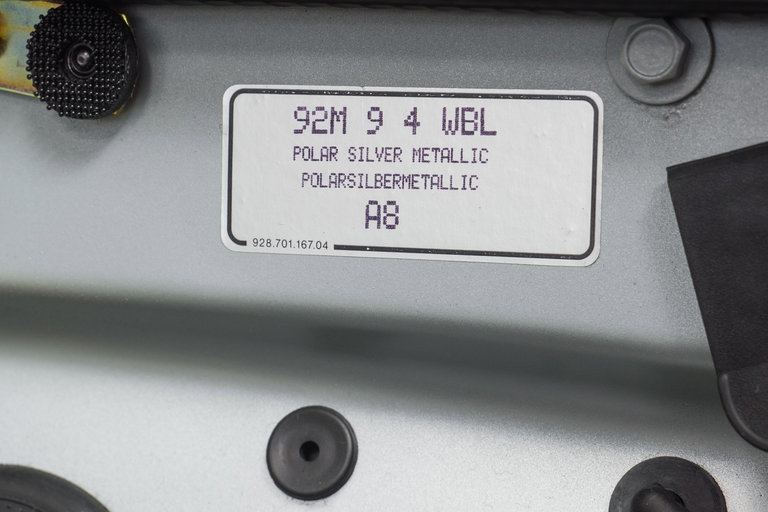 92M 9 4 WBL
POLAR SILVER METALLIC
POLARSILBERMETALLIC
A8
928.701.167.04